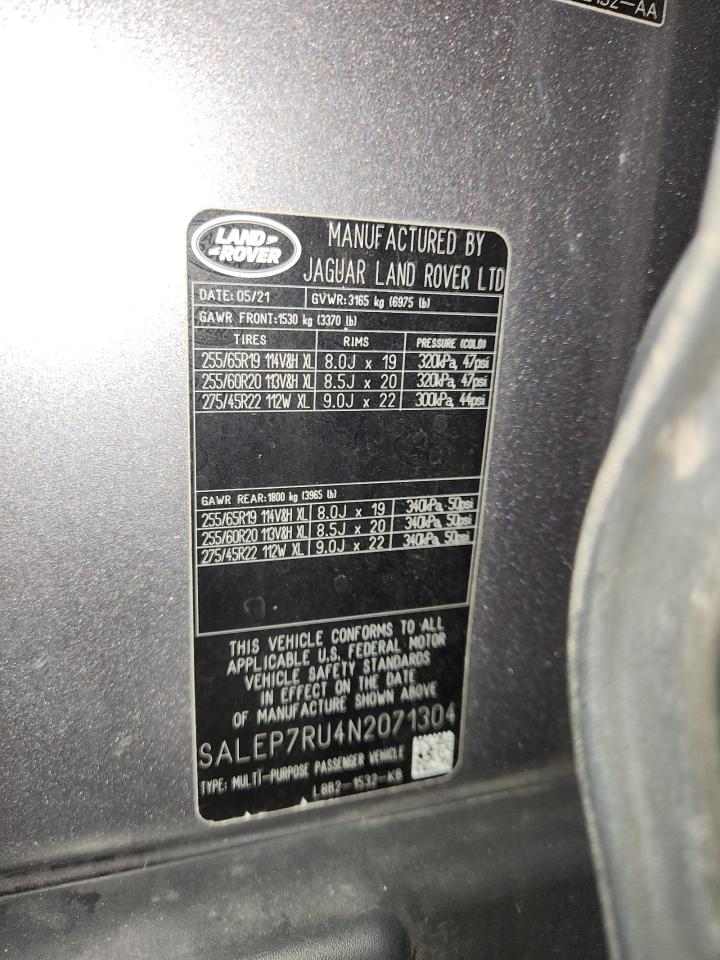 32-AA
LAND ROVER
MANUFACTURED BY
JAGUAR LAND ROVER LTD
DATE: 05/21 GVWR: 3165 kg (6975 lb)
GAWR FRONT: 1530 kg (3370 lb)
TIRES RIMS PRESSURE (COLD)
255/65R19 114V&H XL 8.0J x 19 320kPa, 47psi
255/60R20 113V&H XL 8.5J x 20 320kPa, 47psi
275/45R22 112W XL 9.0J x 22 300kPa, 44psi
GAWR REAR: 1800 kg (3965 lb)
255/65R19 114V&H XL 8.0J x 19 340kPa, 50psi
255/60R20 113V&H XL 8.5J x 20 340kPa, 50psi
275/45R22 112W XL 9.0J x 22 340kPa, 50psi
THIS VEHICLE CONFORMS TO ALL
APPLICABLE U.S. FEDERAL MOTOR
VEHICLE SAFETY STANDARDS
IN EFFECT ON THE DATE
OF MANUFACTURE SHOWN ABOVE
SALEP7RU4N2071304
TYPE: MULTI-PURPOSE PASSENGER VEHICLE
L8B2-1532-KB